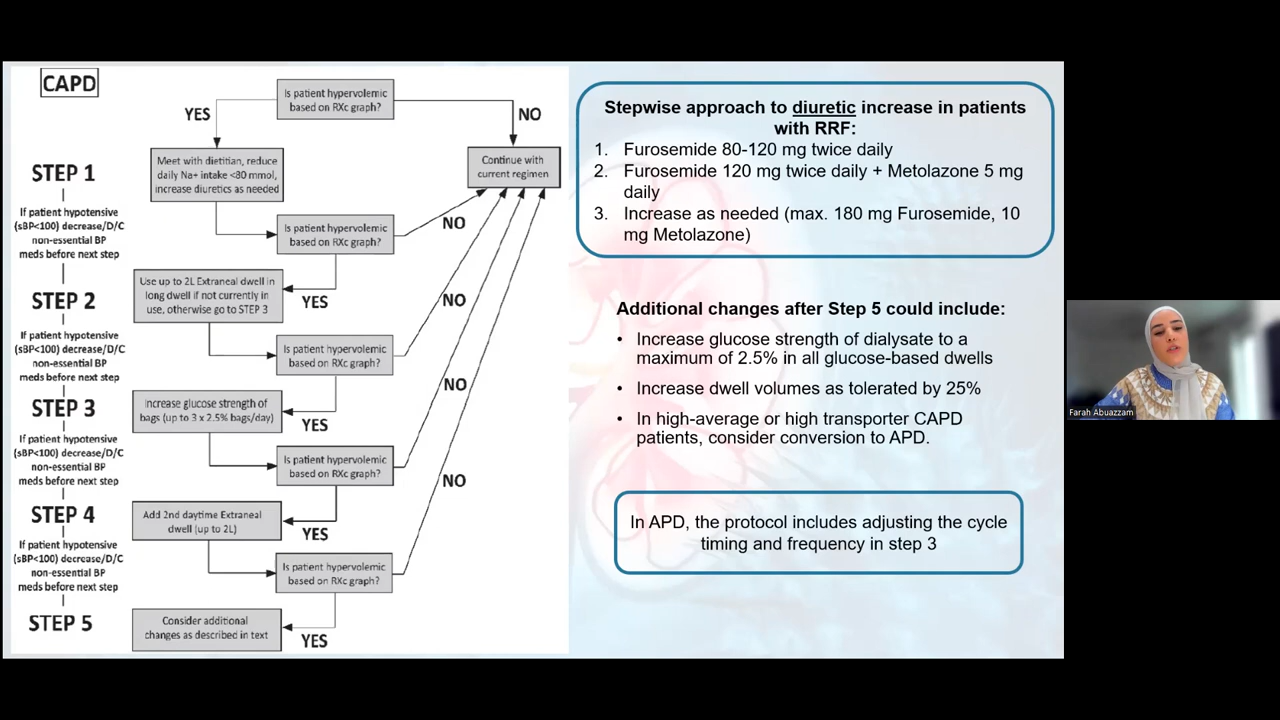 CAPD
Is patient hypervolemic
based on RXc graph?
YES
NO
STEP 1
Meet with dietitian, reduce
daily Na+ intake <80 mmol,
increase diuretics as needed
Continue with
current regimen
If patient hypotensive
(sBP<100) decrease/D/C
non-essential BP
meds before next step
Is patient hypervolemic
based on RXc graph?
NO
YES
STEP 2
Use up to 2L Extraneal dwell in
long dwell if not currently in
use, otherwise go to STEP 3
NO
If patient hypotensive
(sBP<100) decrease/D/C
non-essential BP
meds before next step
Is patient hypervolemic
based on RXc graph?
YES
STEP 3
Increase glucose strength of
bags (up to 3 x 2.5% bags/day)
NO
If patient hypotensive
(sBP<100) decrease/D/C
non-essential BP
meds before next step
Is patient hypervolemic
based on RXc graph?
YES
STEP 4
Add 2nd daytime Extraneal
dwell (up to 2L)
NO
If patient hypotensive
(sBP<100) decrease/D/C
non-essential BP
meds before next step
Is patient hypervolemic
based on RXc graph?
YES
STEP 5
Consider additional
changes as described in text
Stepwise approach to diuretic increase in patients
with RRF:
1. Furosemide 80-120 mg twice daily
2. Furosemide 120 mg twice daily + Metolazone 5 mg
daily
3. Increase as needed (max. 180 mg Furosemide, 10
mg Metolazone)
Additional changes after Step 5 could include:
• Increase glucose strength of dialysate to a
maximum of 2.5% in all glucose-based dwells
• Increase dwell volumes as tolerated by 25%
• In high-average or high transporter CAPD
patients, consider conversion to APD.
In APD, the protocol includes adjusting the cycle
timing and frequency in step 3
Farah Abuazzam